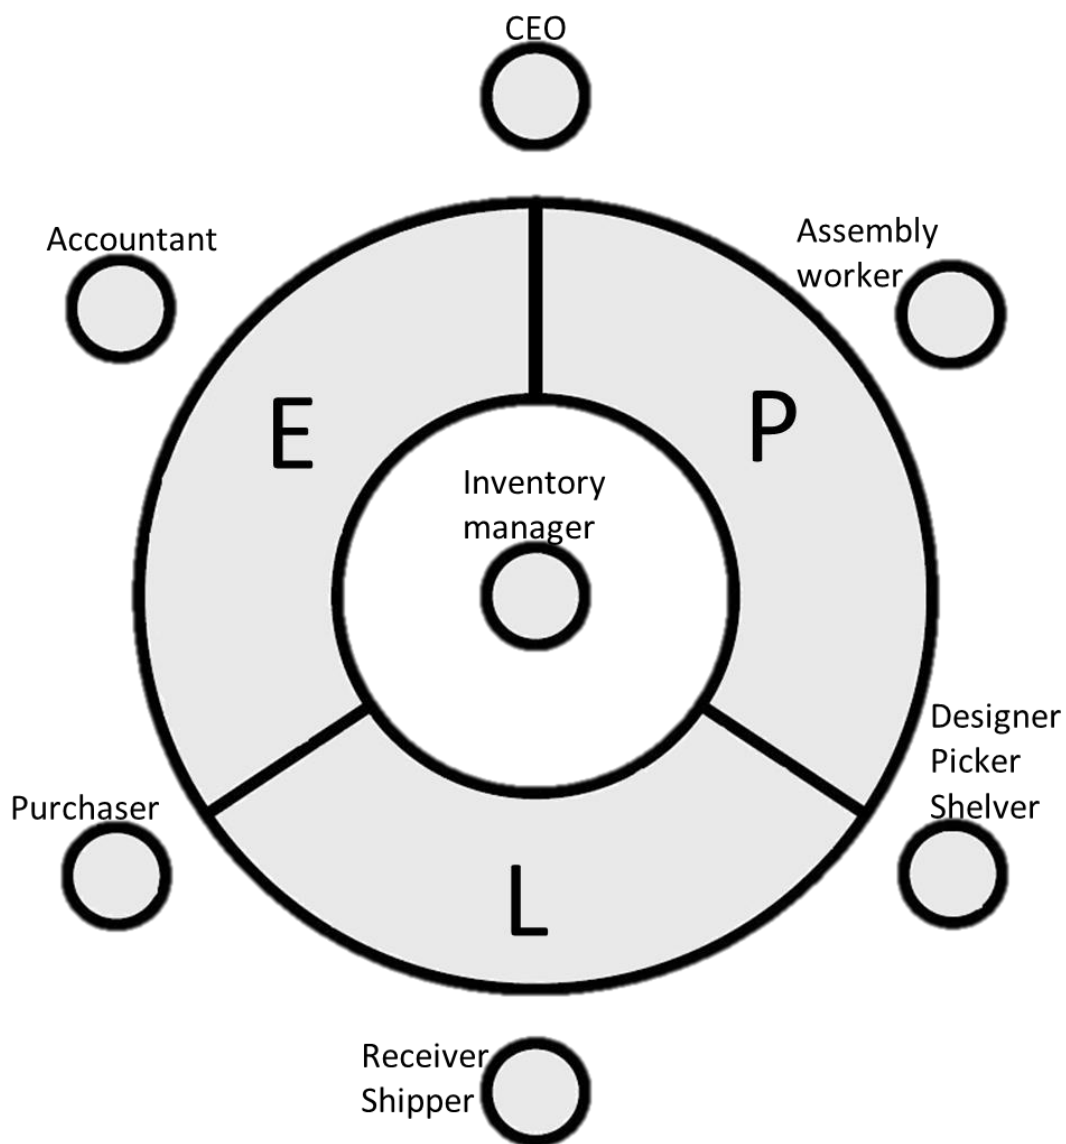 CEO
Accountant
Assembly
worker
E
P
Inventory
manager
Designer
Picker
Shelver
Purchaser
L
Receiver
Shipper